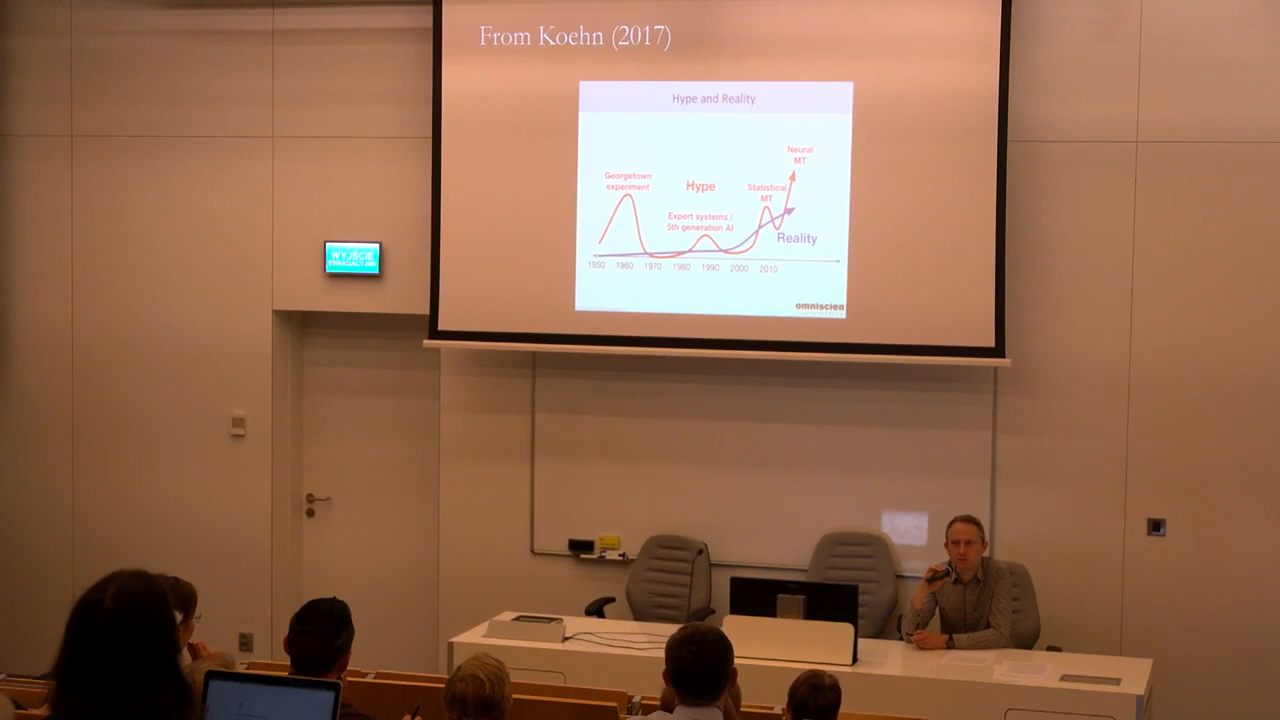 From Koehn (2017)
Hype and Reality
Neural
MT
Georgetown
experiment
Hype
Statistical
MT
Expert systems /
5th generation AI
Reality
1950 1960 1970 1980 1990 2000 2010
omniscien
WYJŚCIE
EWAKUACYJNE